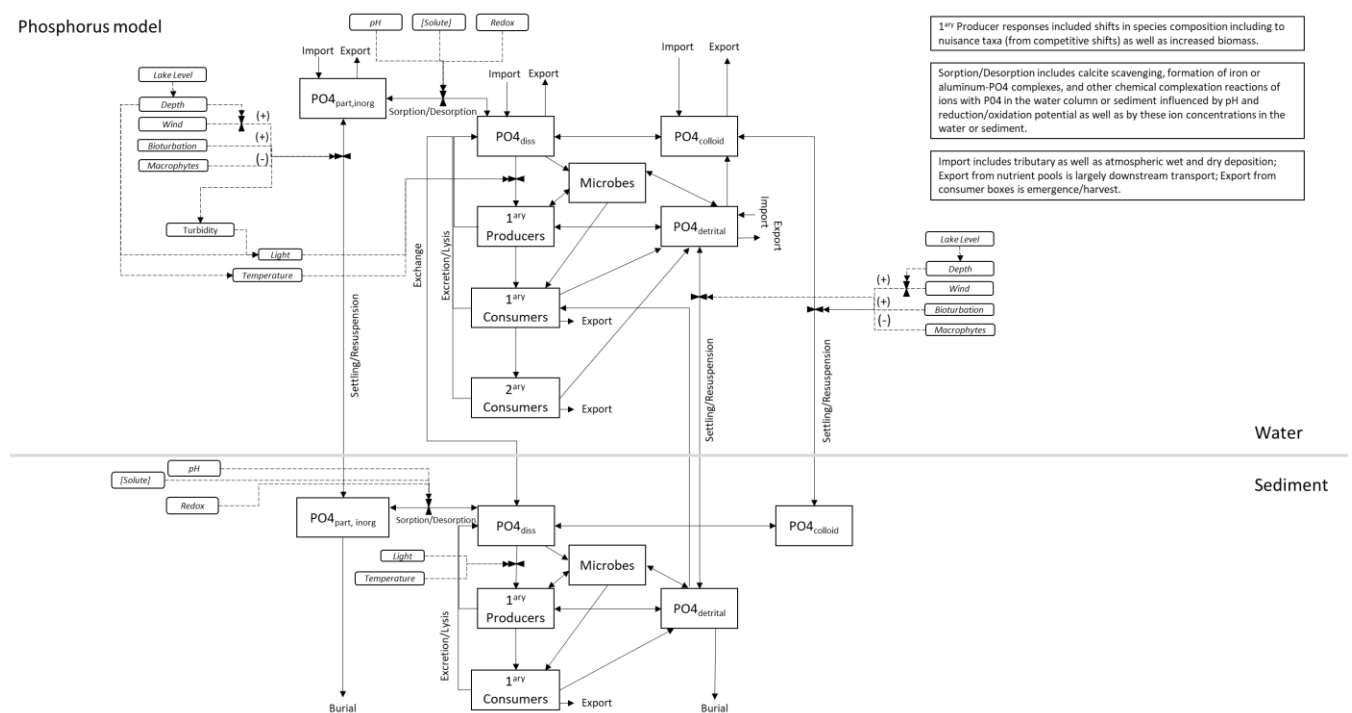 Phosphorus model
pH
[Solute]
Redox
Import
Export
Import
Export
Import
Export
Lake Level
Depth
Wind
Bioturbation
Macrophytes
(+)
(+)
(-)
Turbidity
Light
Temperature
PO4part,inorg
Sorption/Desorption
PO4diss
PO4colloid
Microbes
1ary
Producers
PO4detrital
Import
Export
1ary
Consumers
Export
2ary
Consumers
Export
Settling/Resuspension
Exchange
Excretion/Lysis
Settling/Resuspension
Settling/Resuspension
1ary Producer responses included shifts in species composition including to
nuisance taxa (from competitive shifts) as well as increased biomass.
Sorption/Desorption includes calcite scavenging, formation of iron or
aluminum-PO4 complexes, and other chemical complexation reactions of
ions with P04 in the water column or sediment influenced by pH and
reduction/oxidation potential as well as by these ion concentrations in the
water or sediment.
Import includes tributary as well as atmospheric wet and dry deposition;
Export from nutrient pools is largely downstream transport; Export from
consumer boxes is emergence/harvest.
Lake Level
Depth
Wind
Bioturbation
Macrophytes
(+)
(+)
(-)
Water
Sediment
pH
[Solute]
Redox
PO4part, inorg
Sorption/Desorption
PO4diss
PO4colloid
Light
Temperature
Microbes
1ary
Producers
PO4detrital
Excretion/Lysis
1ary
Consumers
Export
Burial
Burial